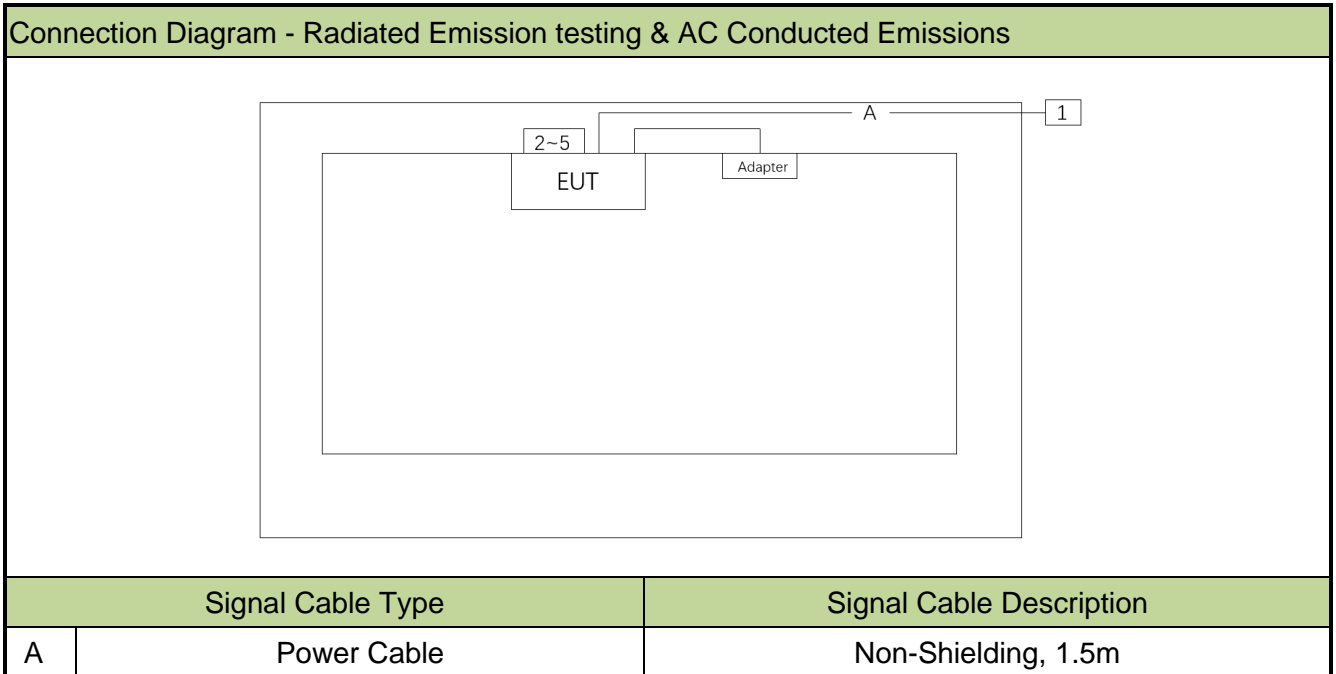 Connection Diagram - Radiated Emission testing & AC Conducted Emissions
A
1
2~5
EUT
Adapter
Signal Cable Type
Signal Cable Description
A
Power Cable
Non-Shielding, 1.5m